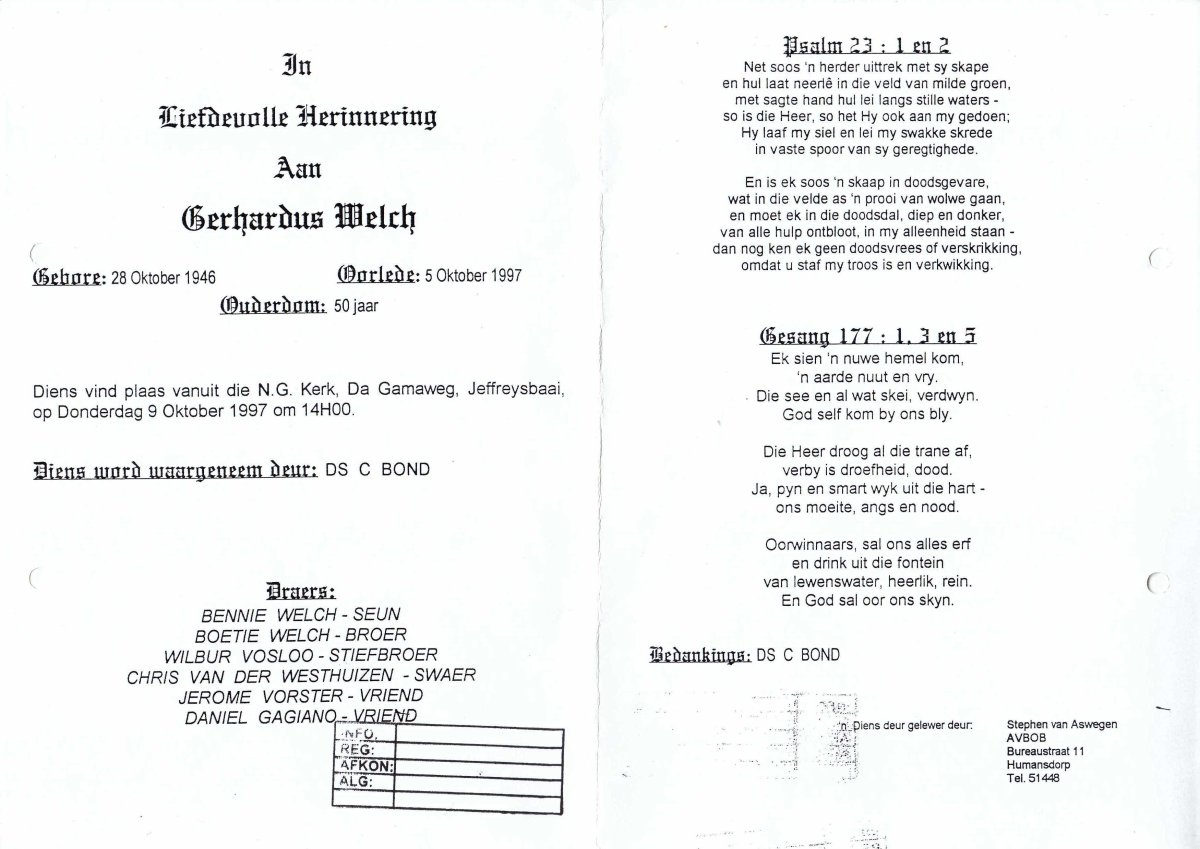 In
Liefdevolle Herinnering
Aan
Gerhardus Welch
Gebore: 28 Oktober 1946 Oorlede: 5 Oktober 1997
Ouderdom: 50 jaar
Diens vind plaas vanuit die N.G. Kerk, Da Gamaweg, Jeffreysbaai,
op Donderdag 9 Oktober 1997 om 14H00.
Diens word waargeneem deur: DS C BOND
Draers:
BENNIE WELCH - SEUN
BOETIE WELCH - BROER
WILBUR VOSLOO - STIEFBROER
CHRIS VAN DER WESTHUIZEN - SWAER
JEROME VORSTER - VRIEND
DANIEL GAGIANO - VRIEND
INFO.
REG:
AFKON:
ALG:
Psalm 23 : 1 en 2
Net soos 'n herder uittrek met sy skape
en hul laat neerlê in die veld van milde groen,
met sagte hand hul lei langs stille waters -
so is die Heer, so het Hy ook aan my gedoen;
Hy laaf my siel en lei my swakke skrede
in vaste spoor van sy geregtighede.
En is ek soos 'n skaap in doodsgevare,
wat in die velde as 'n prooi van wolwe gaan,
en moet ek in die doodsdal, diep en donker,
van alle hulp ontbloot, in my alleenheid staan -
dan nog ken ek geen doodsvrees of verskrikking,
omdat u staf my troos is en verkwikking.
Gesang 177 : 1, 3 en 5
Ek sien 'n nuwe hemel kom,
'n aarde nuut en vry.
Die see en al wat skei, verdwyn.
God self kom by ons bly.
Die Heer droog al die trane af,
verby is droefheid, dood.
Ja, pyn en smart wyk uit die hart -
ons moeite, angs en nood.
Oorwinnaars, sal ons alles erf
en drink uit die fontein
van lewenswater, heerlik, rein.
En God sal oor ons skyn.
Bedankings: DS C BOND
'n Diens deur gelewer deur: Stephen van Aswegen
AVBOB
Bureaustraat 11
Humansdorp
Tel. 51448